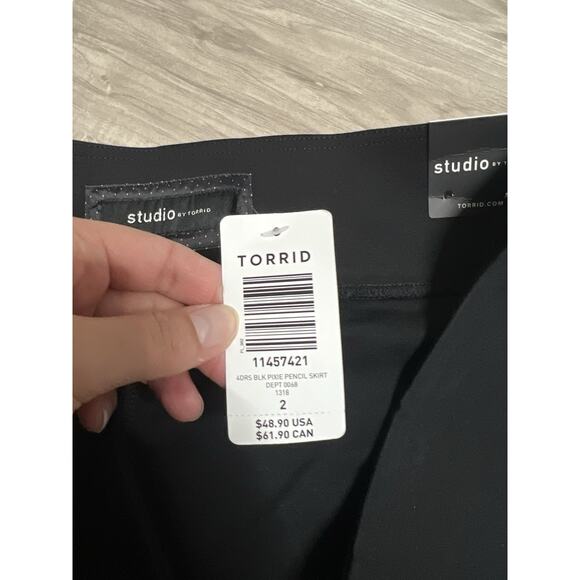 studio BY TORRID
studio BY T
TORRID.COM
TORRID
11457421
4DRS BLK PIXIE PENCIL SKIRT
DEPT 0068
1318
2
$48.90 USA
$61.90 CAN